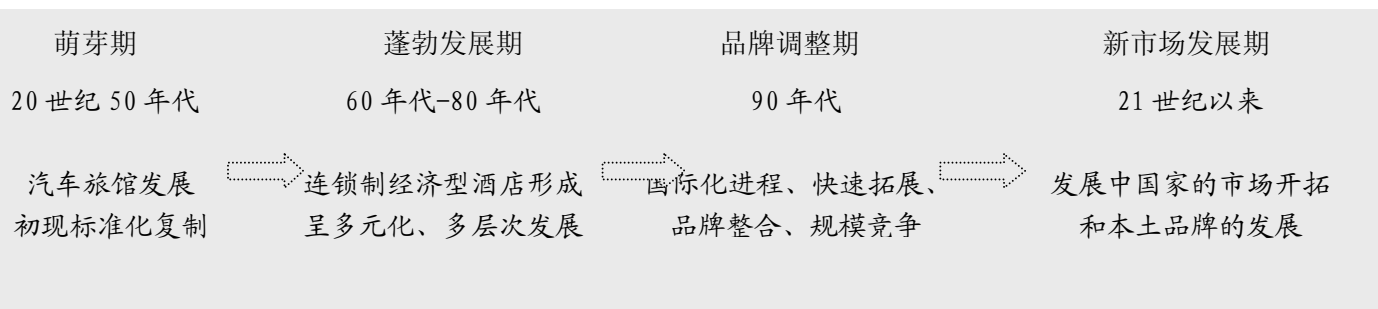 萌芽期 蓬勃发展期 品牌调整期 新市场发展期
20 世纪 50 年代 60 年代-80 年代 90 年代 21 世纪以来
汽车旅馆发展 连锁制经济型酒店形成 国际化进程、快速拓展、 发展中国家的市场开拓
初现标准化复制 呈多元化、多层次发展 品牌整合、规模竞争 和本土品牌的发展